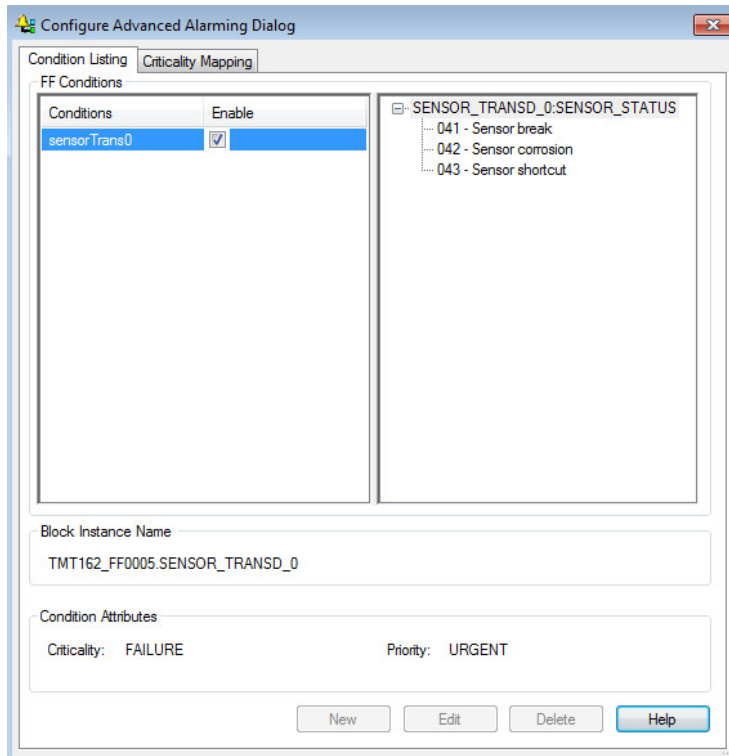 Configure Advanced Alarming Dialog
Condition Listing
Criticality Mapping
FF Conditions
Conditions Enable
sensorTrans0
SENSOR_TRANSD_0:SENSOR_STATUS
041 - Sensor break
042 - Sensor corrosion
043 - Sensor shortcut
Block Instance Name
TMT162_FF0005.SENSOR_TRANSD_0
Condition Attributes
Criticality: FAILURE Priority: URGENT
New Edit Delete Help